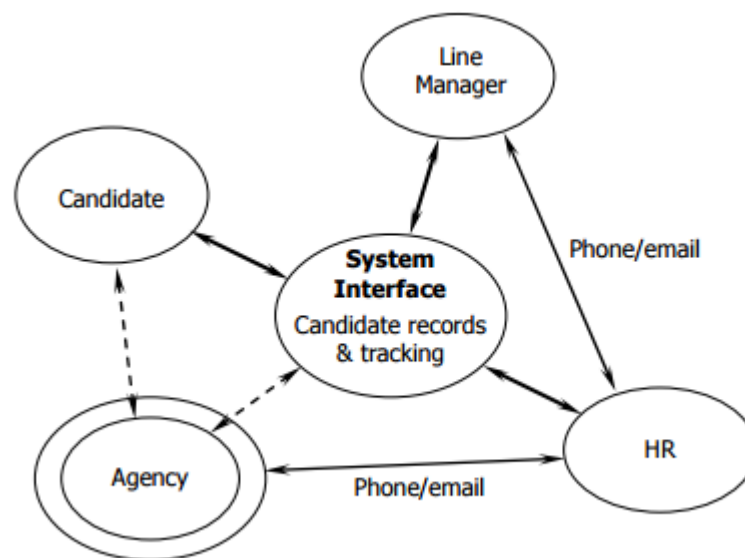 Line
Manager
Candidate
Phone/email
System
Interface
Candidate records
& tracking
HR
Agency
Phone/email